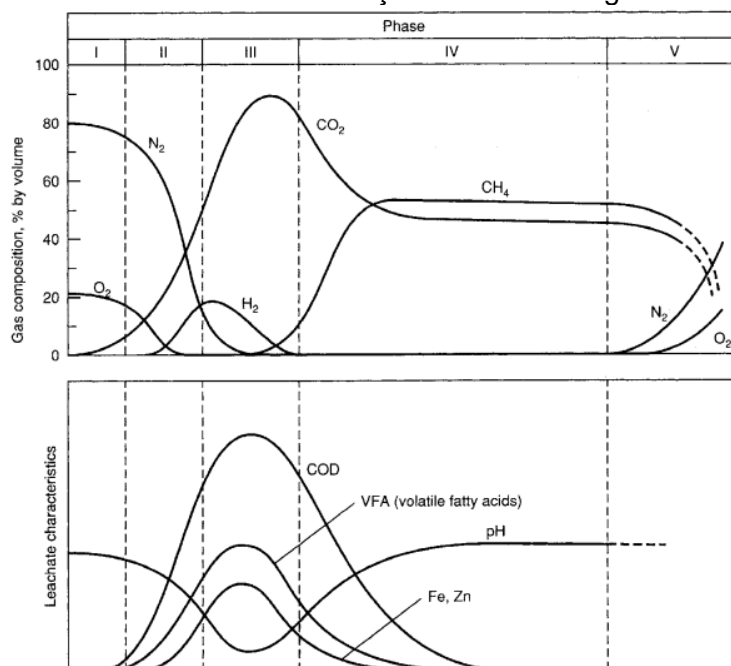 Phase
I II III IV V
Gas composition, % by volume
100
80
60
40
20
0
N₂
O₂
CO₂
H₂
CH₄
N₂
O₂
Leachate characteristics
COD
VFA (volatile fatty acids)
pH
Fe, Zn